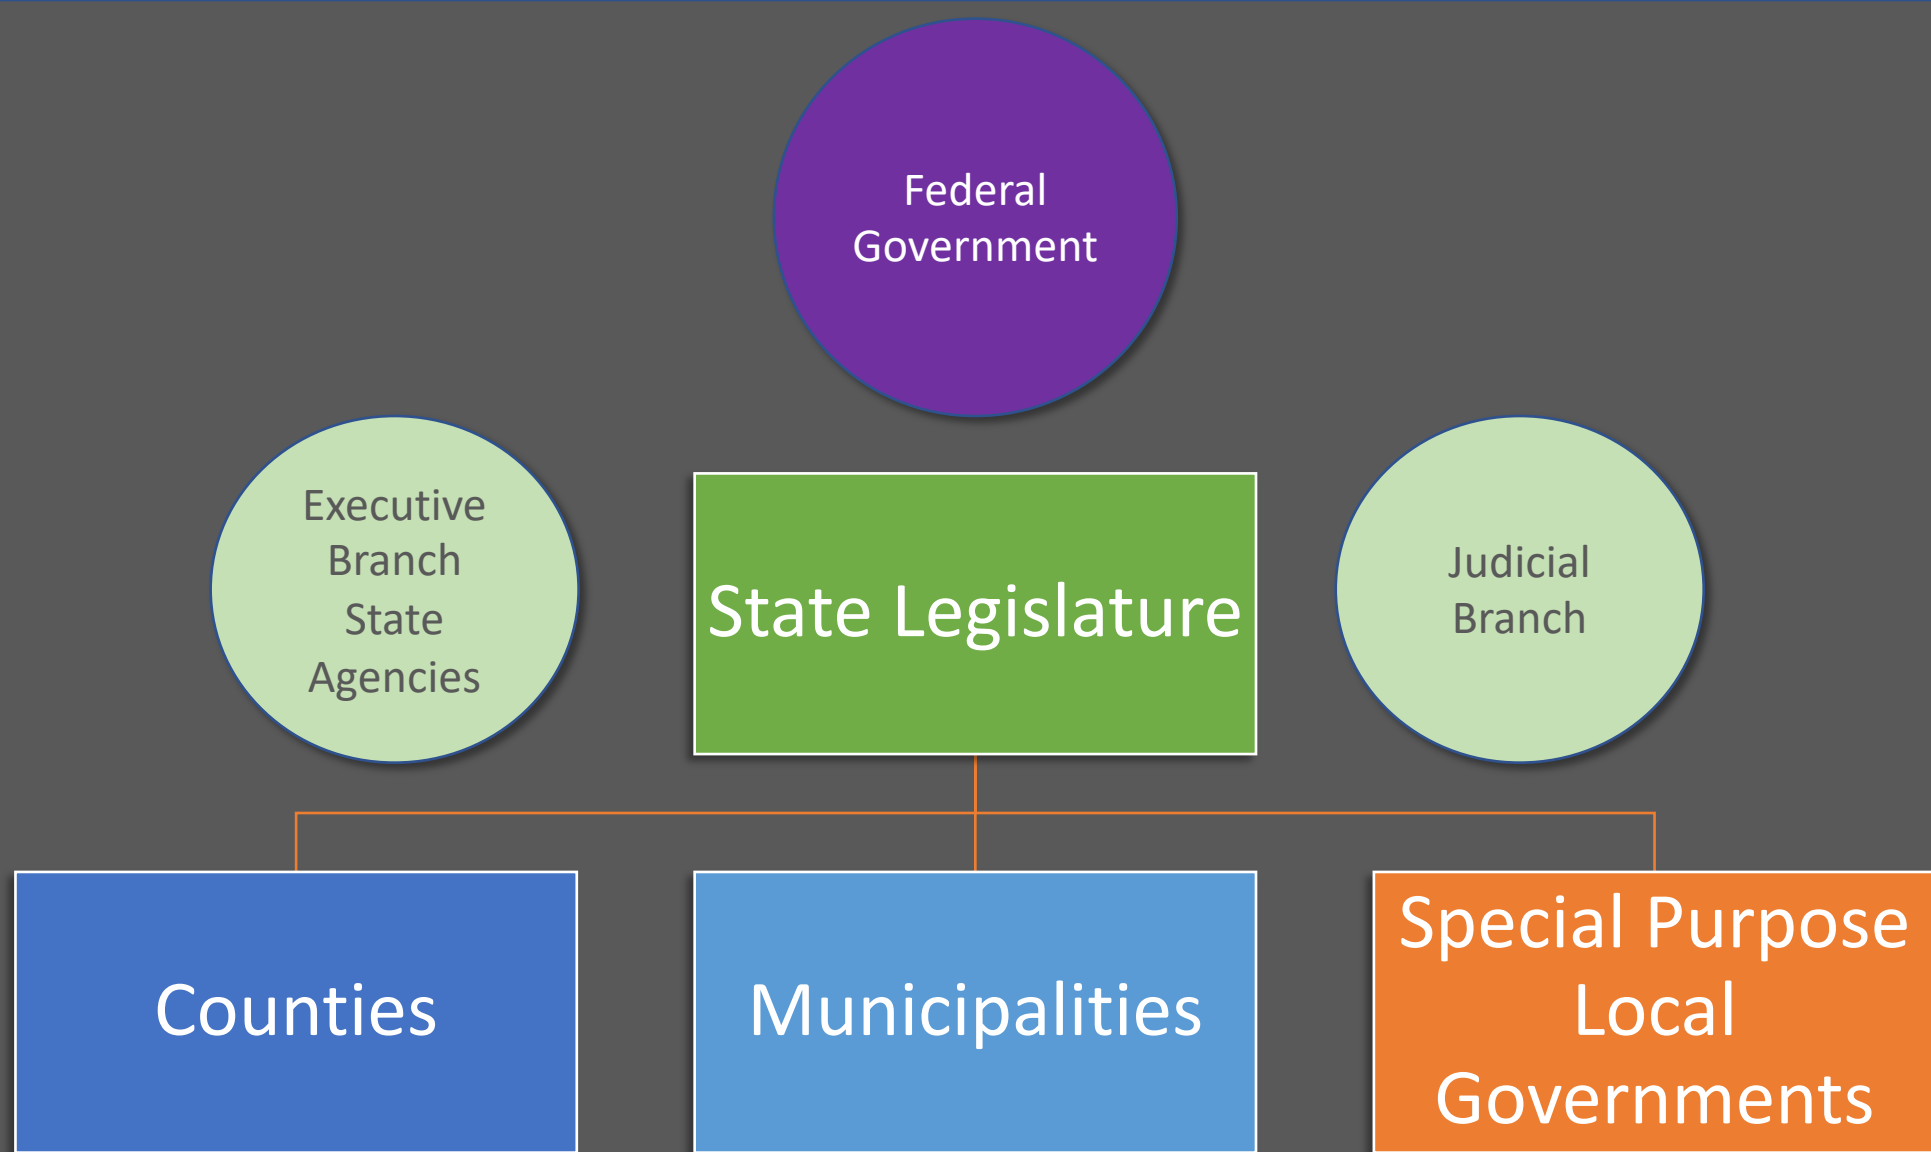 Federal
Government
Executive
Branch
State
Agencies
State Legislature
Judicial
Branch
Counties
Municipalities
Special Purpose
Local
Governments